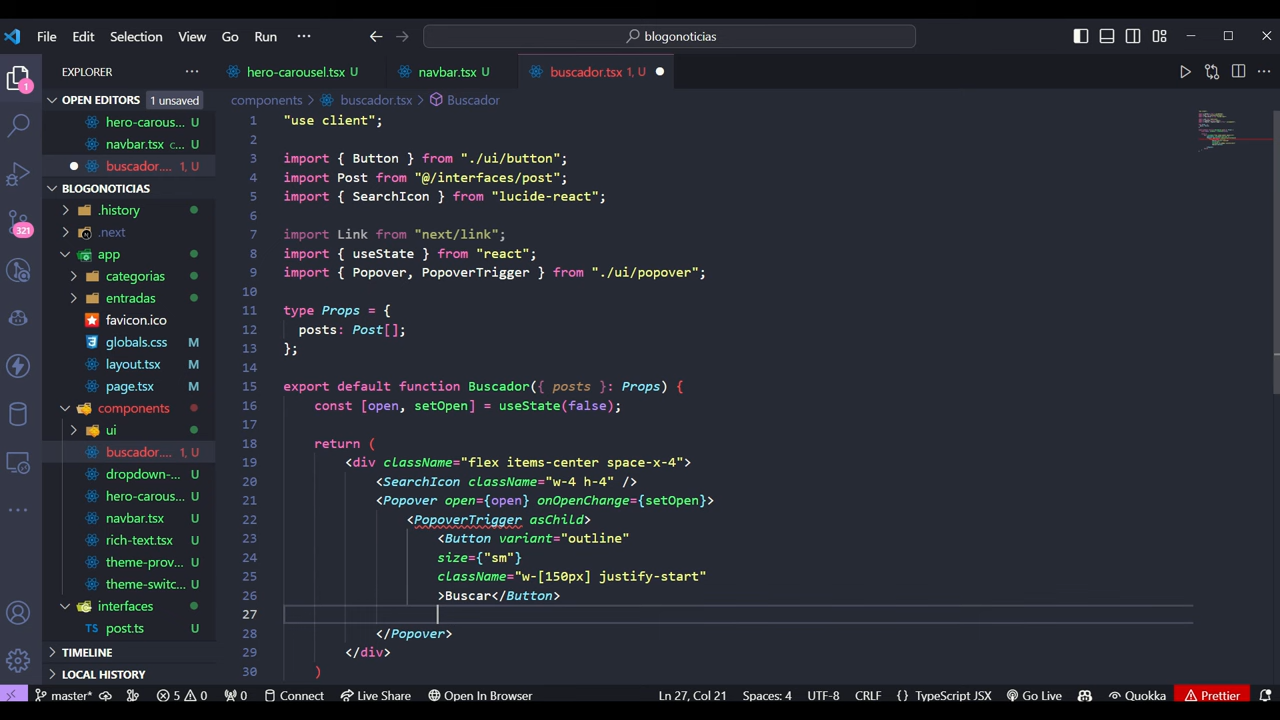 File Edit Selection View Go Run ··· blogonoticias
EXPLORER ···
hero-carousel.tsx U navbar.tsx U buscador.tsx 1, U
OPEN EDITORS 1 unsaved
hero-carous... U
navbar.tsx c... U
buscador.... 1, U
BLOGONOTICIAS
.history
.next
app
categorias
entradas
favicon.ico
globals.css M
layout.tsx M
page.tsx M
components
ui
buscador.... 1, U
dropdown-... U
hero-carous... U
navbar.tsx U
rich-text.tsx U
theme-prov... U
theme-switc... U
interfaces
post.ts U
TIMELINE
LOCAL HISTORY
1
321
components > buscador.tsx > Buscador
1 "use client";
2
3 import { Button } from "./ui/button";
4 import Post from "@/interfaces/post";
5 import { SearchIcon } from "lucide-react";
6
7 import Link from "next/link";
8 import { useState } from "react";
9 import { Popover, PopoverTrigger } from "./ui/popover";
10
11 type Props = {
12 posts: Post[];
13 };
14
15 export default function Buscador({ posts }: Props) {
16 const [open, setOpen] = useState(false);
17
18 return (
19 <div className="flex items-center space-x-4">
20 <SearchIcon className="w-4 h-4" />
21 <Popover open={open} onOpenChange={setOpen}>
22 <PopoverTrigger asChild>
23 <Button variant="outline"
24 size={"sm"}
25 className="w-[150px] justify-start"
26 >Buscar</Button>
27
28 </Popover>
29 </div>
30 )
master* 5 0 0 Connect Live Share Open In Browser Ln 27, Col 21 Spaces: 4 UTF-8 CRLF {} TypeScript JSX Go Live Quokka Prettier